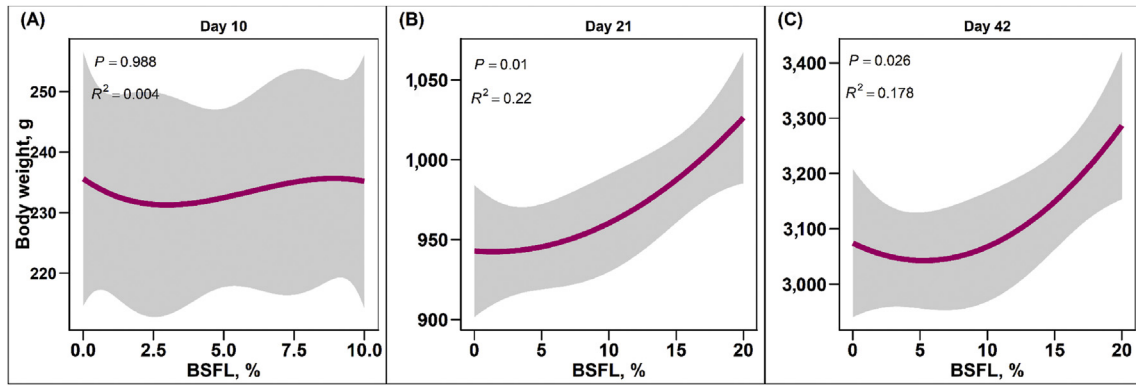 (A)
Day 10
P = 0.988
R² = 0.004
Body weight, g
250
240
230
220
0.0 2.5 5.0 7.5 10.0
BSFL, %
(B)
Day 21
P = 0.01
R² = 0.22
1,050
1,000
950
900
0 5 10 15 20
BSFL, %
(C)
Day 42
P = 0.026
R² = 0.178
3,400
3,300
3,200
3,100
3,000
0 5 10 15 20
BSFL, %